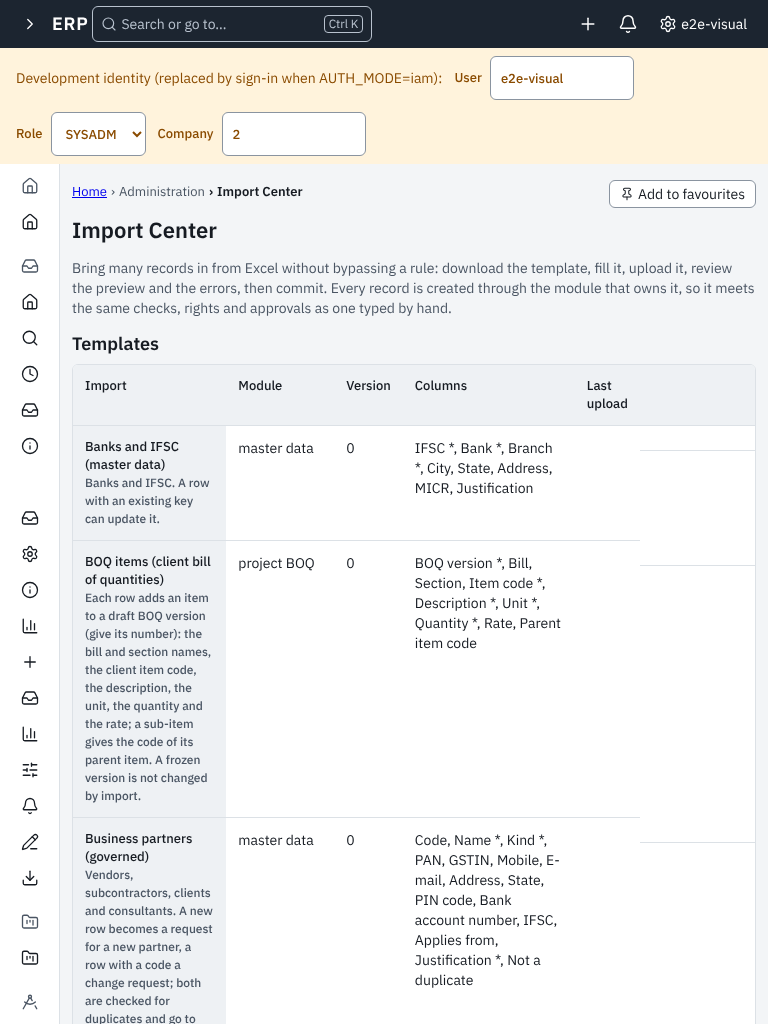 ERP
Search or go to...
Ctrl K
e2e-visual
Development identity (replaced by sign-in when AUTH_MODE=iam):
User
e2e-visual
Role
SYSADM
Company
2
Home › Administration › Import Center
Add to favourites
Import Center
Bring many records in from Excel without bypassing a rule: download the template, fill it, upload it, review
the preview and the errors, then commit. Every record is created through the module that owns it, so it meets
the same checks, rights and approvals as one typed by hand.
Templates
Import
Module
Version
Columns
Last
upload
Banks and IFSC
(master data)
Banks and IFSC. A row
with an existing key
can update it.
master data
0
IFSC *, Bank *, Branch
*, City, State, Address,
MICR, Justification
BOQ items (client bill
of quantities)
Each row adds an item
to a draft BOQ version
(give its number): the
bill and section names,
the client item code,
the description, the
unit, the quantity and
the rate; a sub-item
gives the code of its
parent item. A frozen
version is not changed
by import.
project BOQ
0
BOQ version *, Bill,
Section, Item code *,
Description *, Unit *,
Quantity *, Rate, Parent
item code
Business partners
(governed)
Vendors,
subcontractors, clients
and consultants. A new
row becomes a request
for a new partner, a
row with a code a
change request; both
are checked for
duplicates and go to
master data
0
Code, Name *, Kind *,
PAN, GSTIN, Mobile, E-
mail, Address, State,
PIN code, Bank
account number, IFSC,
Applies from,
Justification *, Not a
duplicate